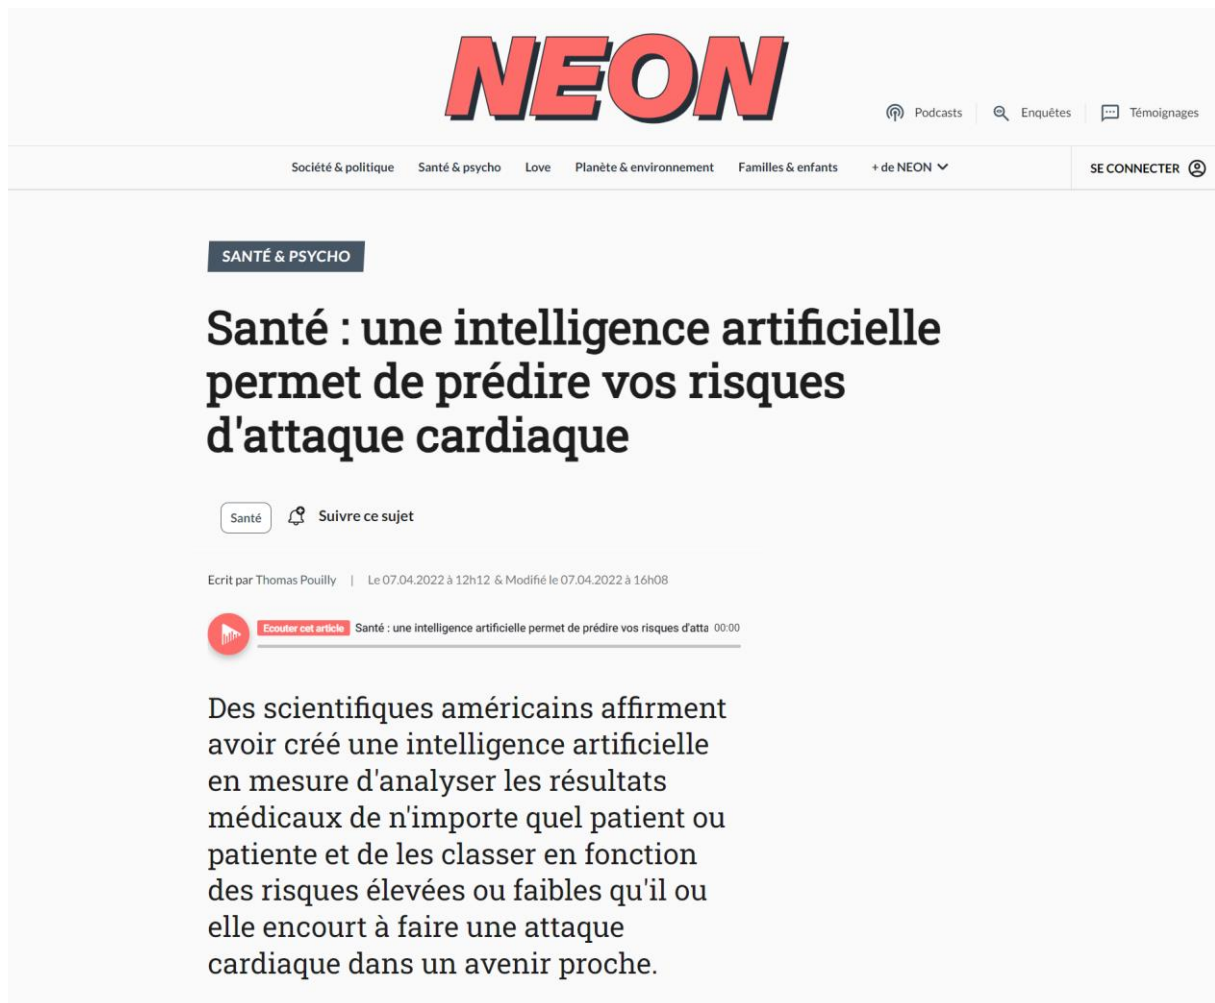 NEON
Podcasts
Enquêtes
Témoignages
Société & politique
Santé & psycho
Love
Planète & environnement
Familles & enfants
+ de NEON
SE CONNECTER
SANTÉ & PSYCHO
Santé : une intelligence artificielle
permet de prédire vos risques
d'attaque cardiaque
Santé
Suivre ce sujet
Ecrit par Thomas Pouilly | Le 07.04.2022 à 12h12 & Modifié le 07.04.2022 à 16h08
Ecouter cet article Santé : une intelligence artificielle permet de prédire vos risques d'atta 00:00
Des scientifiques américains affirment
avoir créé une intelligence artificielle
en mesure d'analyser les résultats
médicaux de n'importe quel patient ou
patiente et de les classer en fonction
des risques élevées ou faibles qu'il ou
elle encourt à faire une attaque
cardiaque dans un avenir proche.